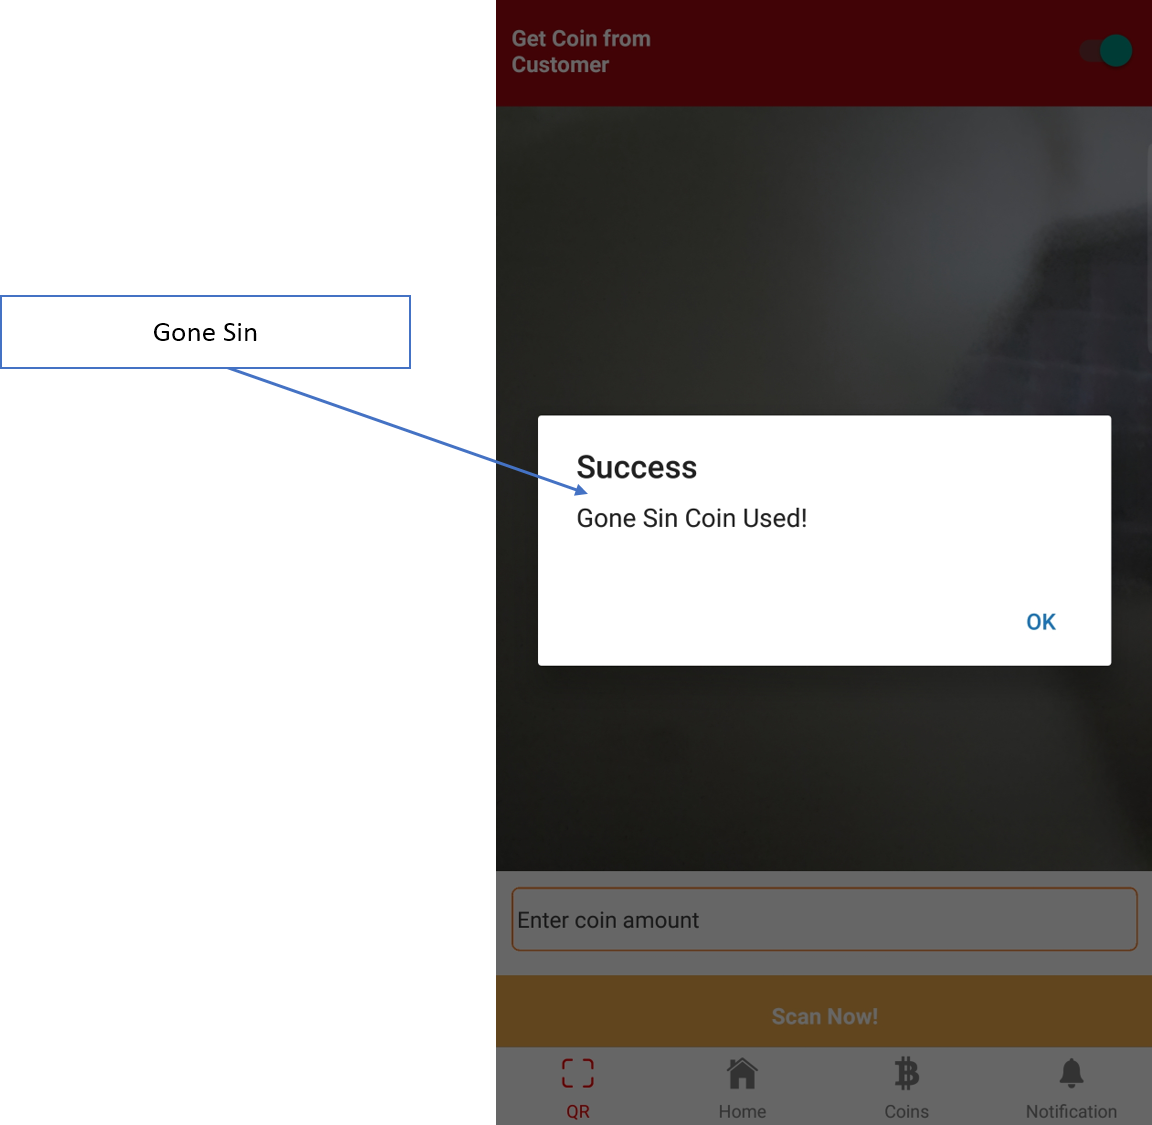 Get Coin from
Customer
Gone Sin
Success
Gone Sin Coin Used!
OK
Enter coin amount
Scan Now!
QR
Home
Coins
Notification